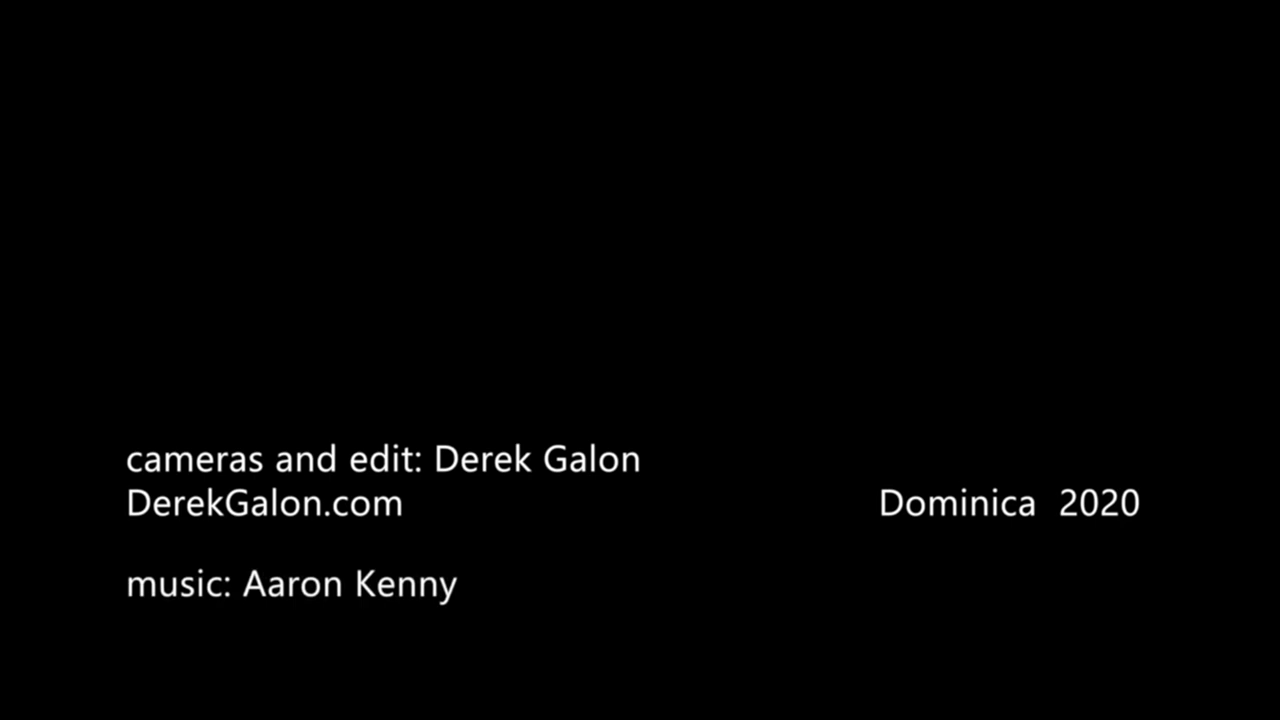 cameras and edit: Derek Galon
DerekGalon.com
Dominica 2020
music: Aaron Kenny